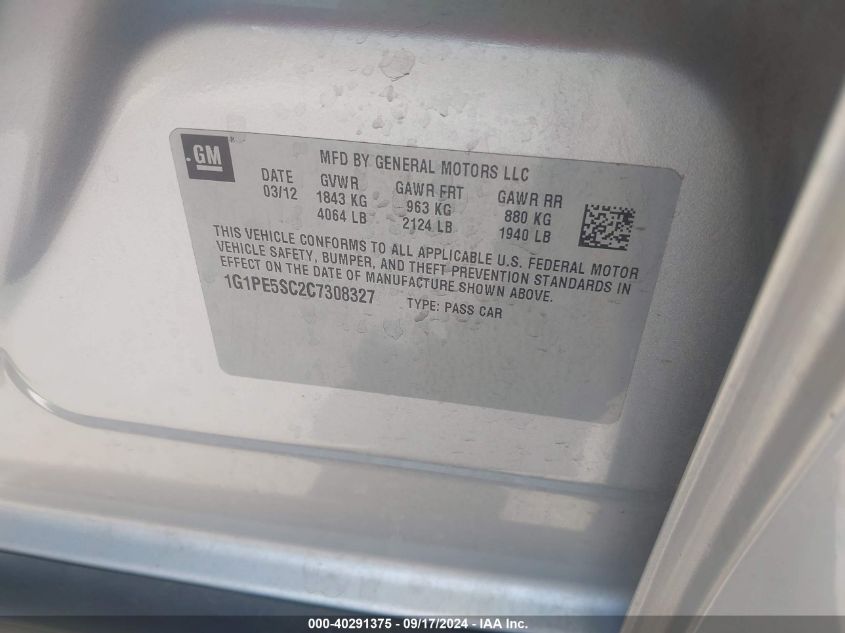 GM
MFD BY GENERAL MOTORS LLC
DATE GVWR GAWR FRT GAWR RR
03/12 1843 KG 963 KG 880 KG
4064 LB 2124 LB 1940 LB
THIS VEHICLE CONFORMS TO ALL APPLICABLE U.S. FEDERAL MOTOR
VEHICLE SAFETY, BUMPER, AND THEFT PREVENTION STANDARDS IN
EFFECT ON THE DATE OF MANUFACTURE SHOWN ABOVE.
1G1PE5SC2C7308327 TYPE: PASS CAR
000-40291375 - 09/17/2024 - IAA Inc.